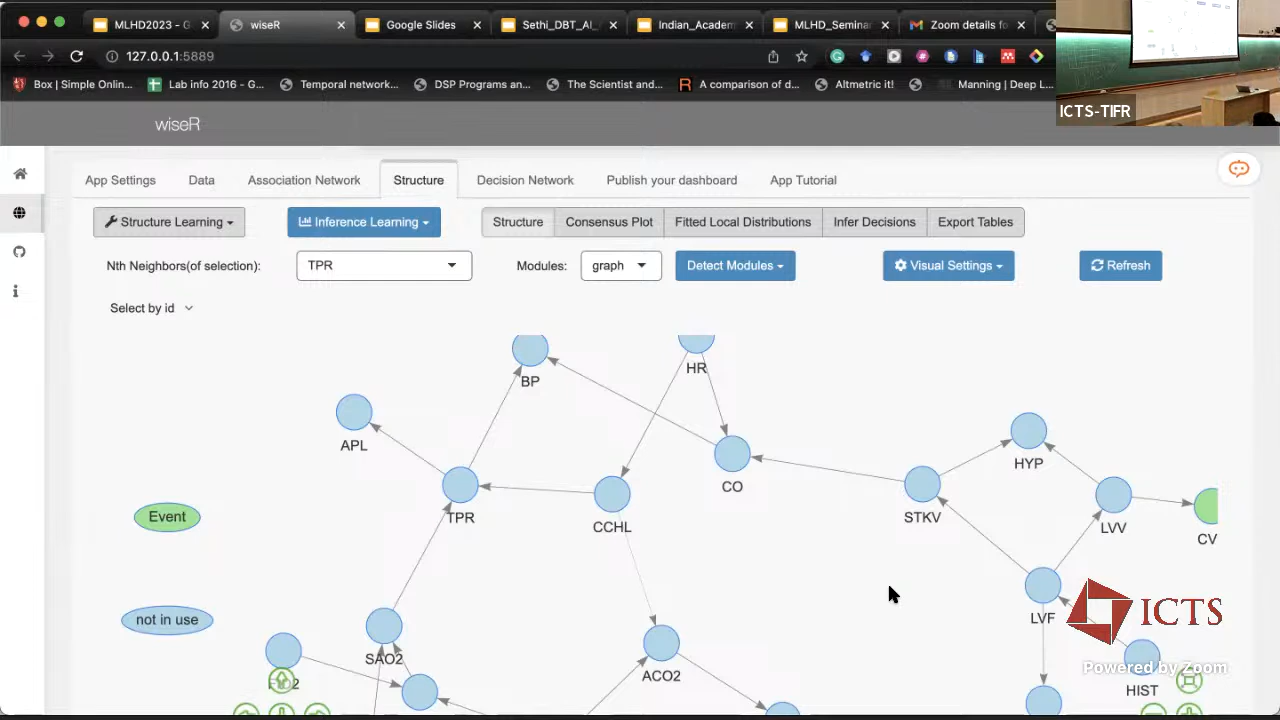 MLHD2023 - G
wiseR
Google Slides
Sethi_DBT_AI_
Indian_Academ
MLHD_Seminar
Zoom details fo
127.0.0.1:5889
Box | Simple Onlin...
Lab info 2016 - G...
Temporal network...
DSP Programs an...
The Scientist and...
A comparison of d...
Altmetric it!
Manning | Deep L
ICTS-TIFR
wiseR
App Settings
Data
Association Network
Structure
Decision Network
Publish your dashboard
App Tutorial
Structure Learning
Inference Learning
Structure
Consensus Plot
Fitted Local Distributions
Infer Decisions
Export Tables
Nth Neighbors(of selection):
TPR
Modules:
graph
Detect Modules
Visual Settings
Refresh
Select by id
BP
HR
APL
HYP
CO
TPR
CCHL
STKV
LVV
CV
Event
not in use
LVF
SAO2
ACO2
HIST
ICTS
Powered by Zoom